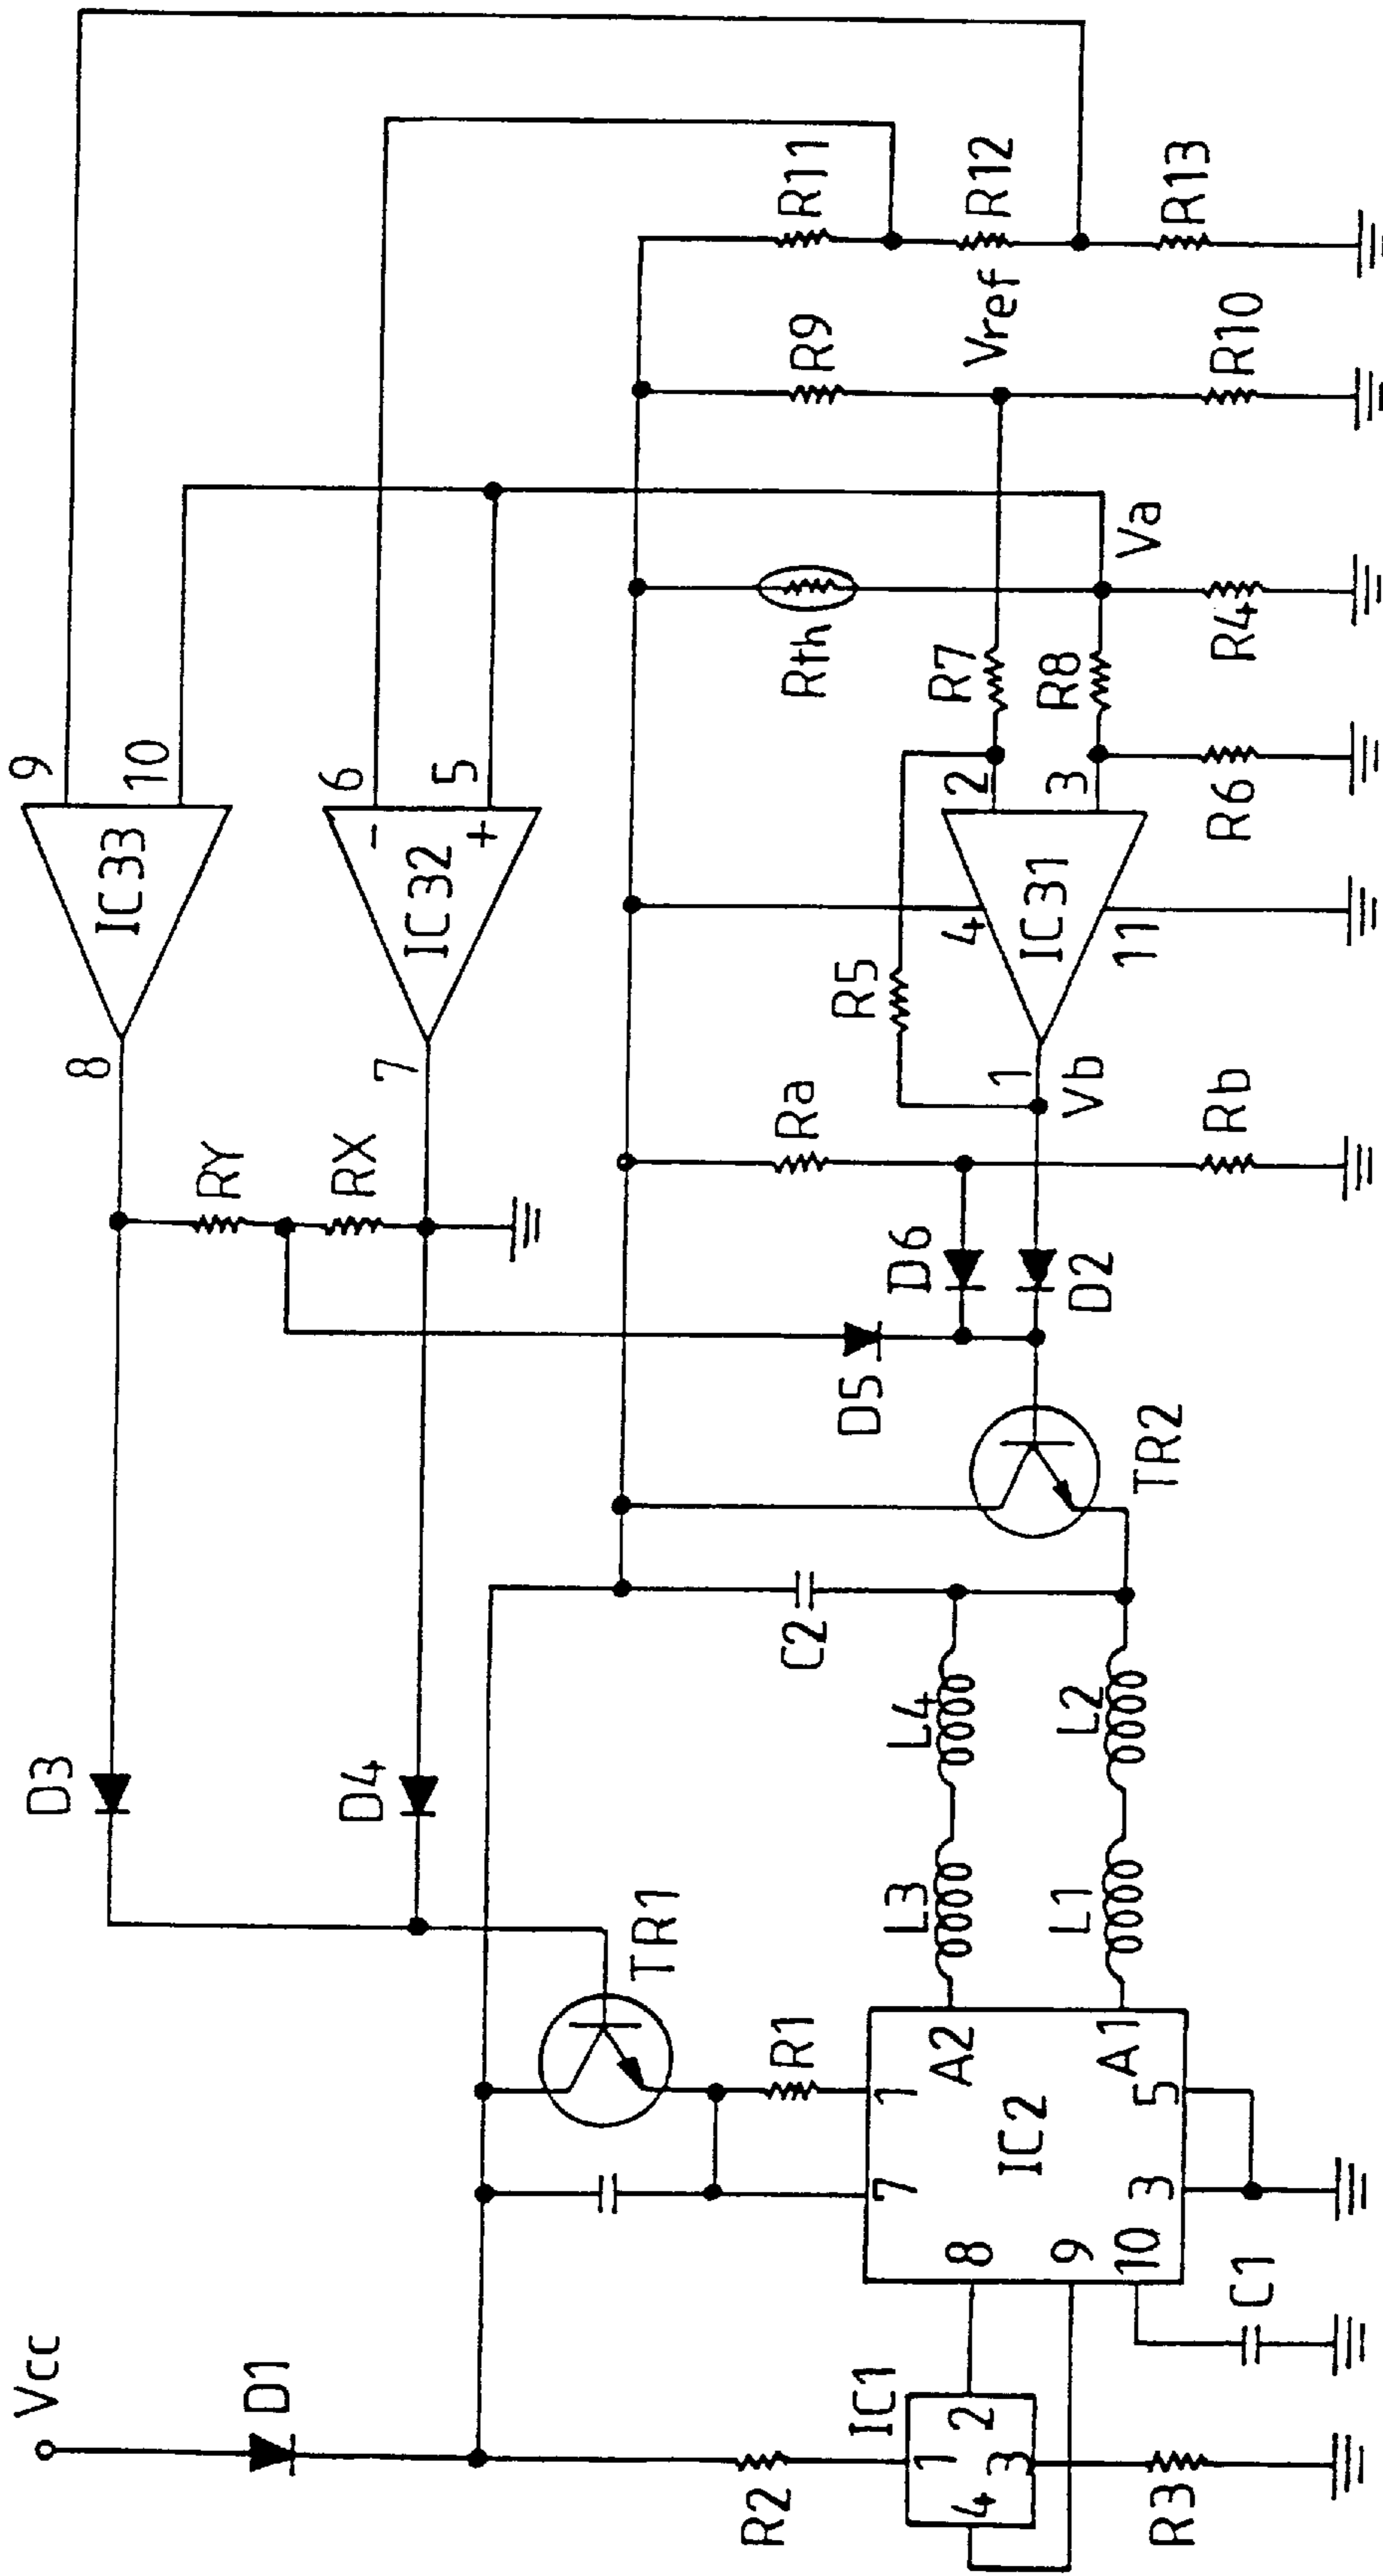 Vcc
D1
R2
IC1
1
2
3
4
R3
C1
IC2
8
9
10
7
1
3
5
A2
A1
R1
TR1
D3
D4
L3
L4
L1
L2
C2
TR2
D5
D6
D2
RY
RX
Ra
Rb
Vb
8
IC33
9
10
7
IC32
-
+
6
5
R5
1
IC31
4
11
2
3
R6
R7
R8
Rth
R4
Va
R9
Vref
R10
R11
R12
R13